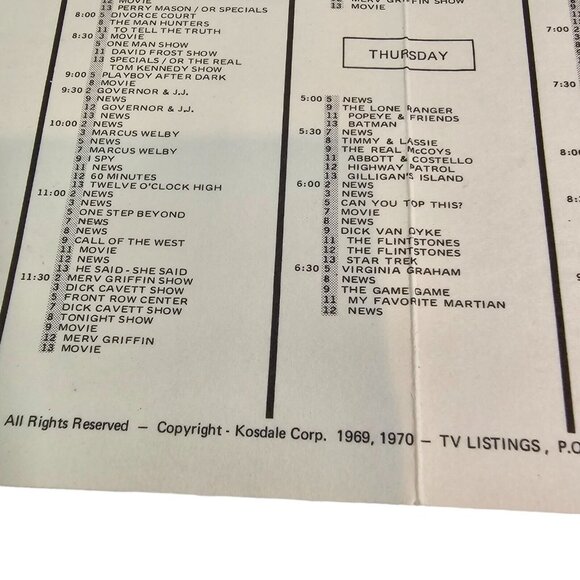 12 MOVIE
13 PERRY MASON / OR SPECIALS
8:00 5 DIVORCE COURT
8 THE MAN HUNTERS
11 TO TELL THE TRUTH
8:30 3 MOVIE
5 ONE MAN SHOW
11 DAVID FROST SHOW
13 SPECIALS / OR THE REAL
TOM KENNEDY SHOW
9:00 5 PLAYBOY AFTER DARK
8 MOVIE
9:30 2 GOVERNOR & J.J.
9 NEWS
12 GOVERNOR & J.J.
13 NEWS
10:00 2 NEWS
3 MARCUS WELBY
5 NEWS
7 MARCUS WELBY
9 I SPY
11 NEWS
12 60 MINUTES
13 TWELVE O'CLOCK HIGH
11:00 2 NEWS
3 NEWS
5 ONE STEP BEYOND
7 NEWS
8 NEWS
9 CALL OF THE WEST
11 MOVIE
12 NEWS
13 HE SAID - SHE SAID
11:30 2 MERV GRIFFIN SHOW
3 DICK CAVETT SHOW
5 FRONT ROW CENTER
7 DICK CAVETT SHOW
8 TONIGHT SHOW
9 MOVIE
12 MERV GRIFFIN
13 MOVIE
MERV GRIFFIN SHOW
13 MOVIE
THURSDAY
5:00 5 NEWS
9 THE LONE RANGER
11 POPEYE & FRIENDS
13 BATMAN
5:30 7 NEWS
8 TIMMY & LASSIE
9 THE REAL McCOYS
11 ABBOTT & COSTELLO
12 HIGHWAY PATROL
13 GILLIGAN'S ISLAND
6:00 2 NEWS
3 NEWS
5 CAN YOU TOP THIS?
7 MOVIE
8 NEWS
9 DICK VAN DYKE
11 THE FLINTSTONES
12 THE FLINTSTONES
13 STAR TREK
6:30 5 VIRGINIA GRAHAM
8 NEWS
9 THE GAME GAME
11 MY FAVORITE MARTIAN
12 NEWS
7:00
8:00
8:3
9:
All Rights Reserved – Copyright - Kosdale Corp. 1969, 1970 – TV LISTINGS, P.O